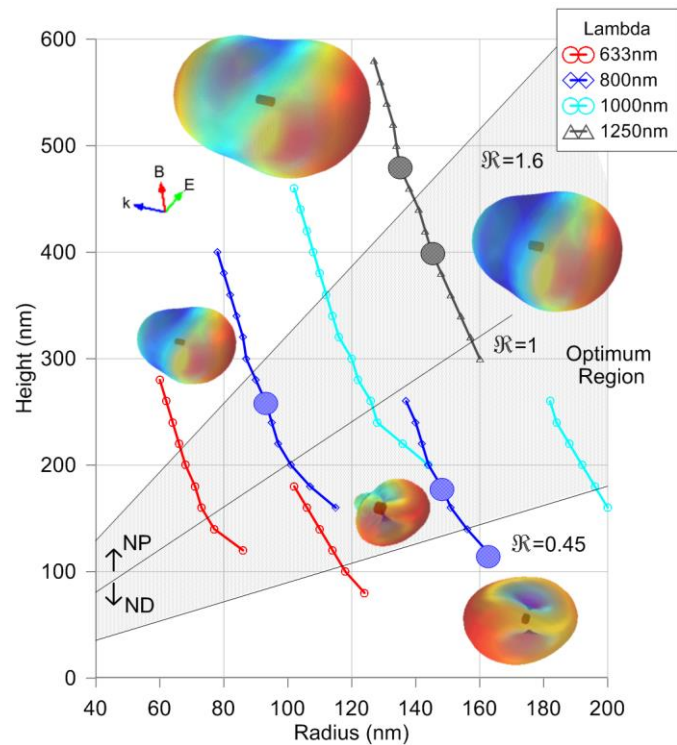 Lambda
633nm
800nm
1000nm
1250nm
600
500
400
300
200
100
0
Height (nm)
B
E
k
ℜ=1.6
ℜ=1
Optimum
Region
ℜ=0.45
NP
ND
40
60
80
100
120
140
160
180
200
Radius (nm)